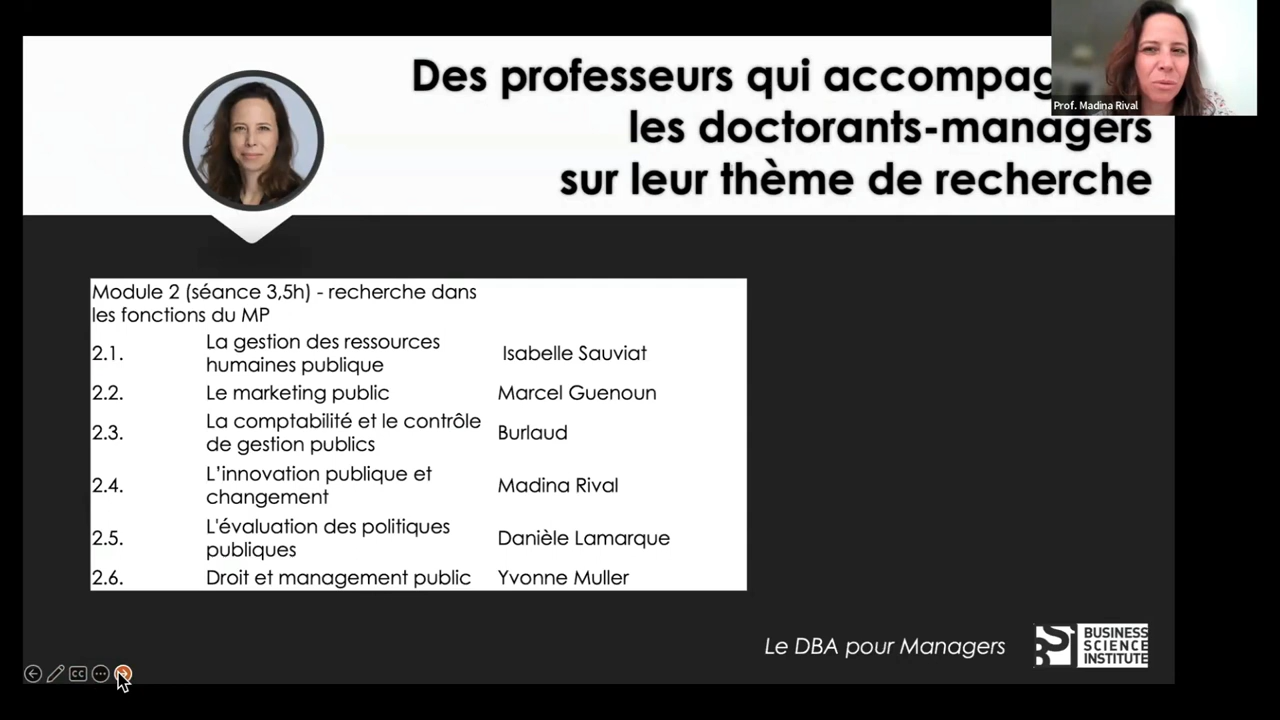 Des professeurs qui accompag
les doctorants-managers
sur leur thème de recherche
Prof. Madina Rival
Module 2 (séance 3,5h) - recherche dans
les fonctions du MP
2.1. La gestion des ressources
humaines publique Isabelle Sauviat
2.2. Le marketing public Marcel Guenoun
2.3. La comptabilité et le contrôle
de gestion publics Burlaud
2.4. L'innovation publique et
changement Madina Rival
2.5. L'évaluation des politiques
publiques Danièle Lamarque
2.6. Droit et management public Yvonne Muller
Le DBA pour Managers
BUSINESS
SCIENCE
INSTITUTE
CC